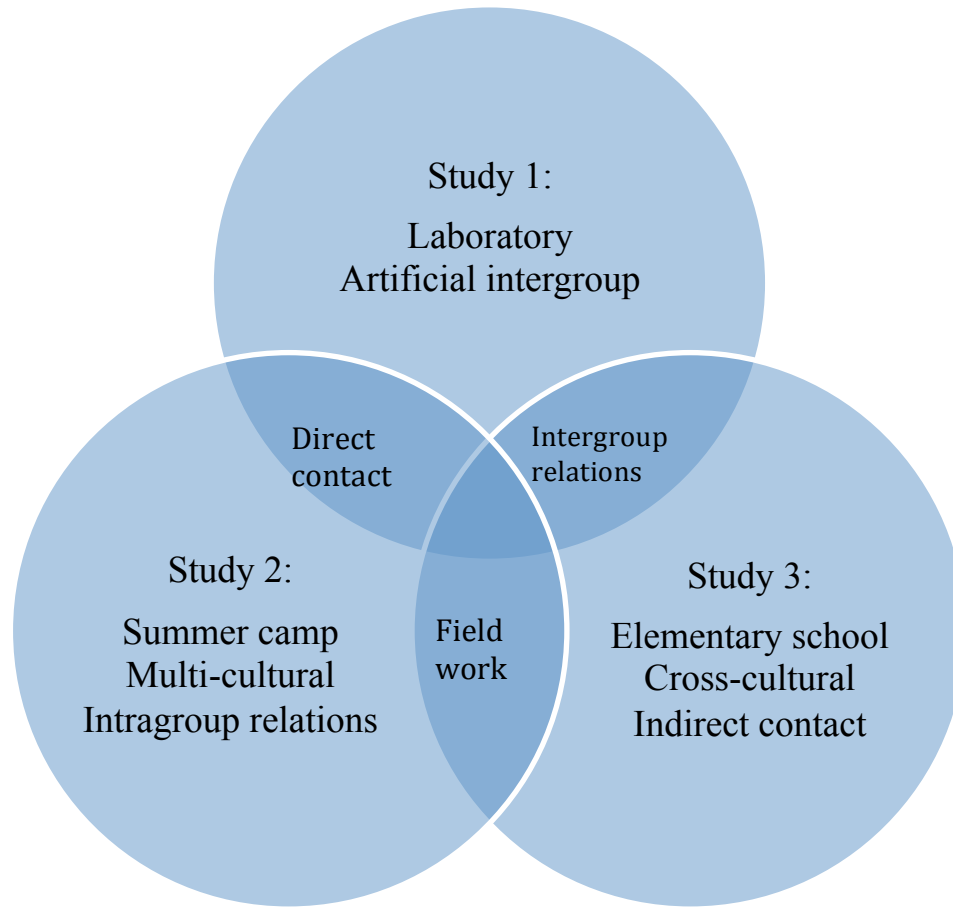 Study 1:
Laboratory
Artificial intergroup
Direct
contact
Intergroup
relations
Study 2:
Summer camp
Multi-cultural
Intragroup relations
Field
work
Study 3:
Elementary school
Cross-cultural
Indirect contact